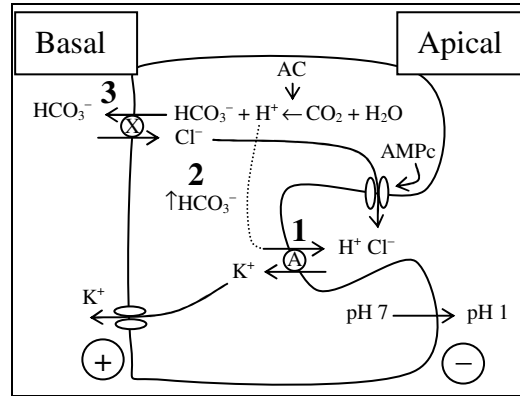 Basal
Apical
AC
3
HCO₃⁻
HCO₃⁻ + H⁺ ← CO₂ + H₂O
X
Cl⁻
AMPc
2
↑HCO₃⁻
1
H⁺ Cl⁻
A
K⁺
K⁺
pH 7
pH 1
+
−